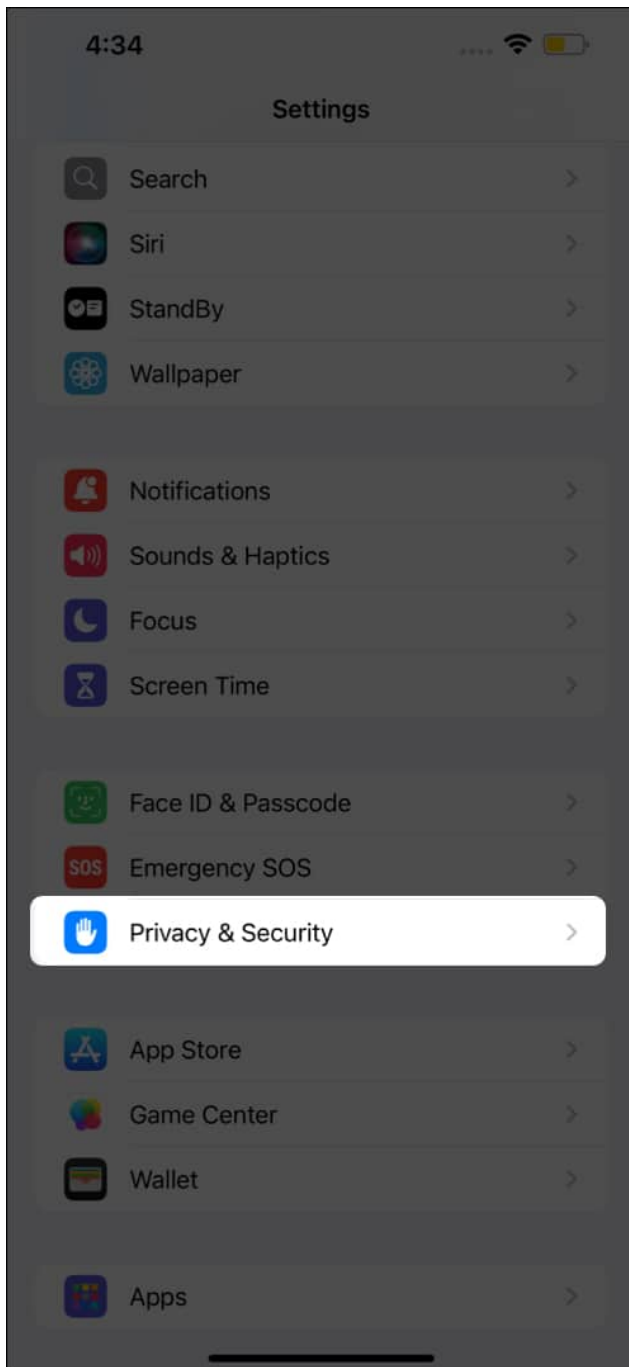 4:34
Settings
Search
Siri
StandBy
Wallpaper
Notifications
Sounds & Haptics
Focus
Screen Time
Face ID & Passcode
SOS
Emergency SOS
Privacy & Security
App Store
Game Center
Wallet
Apps